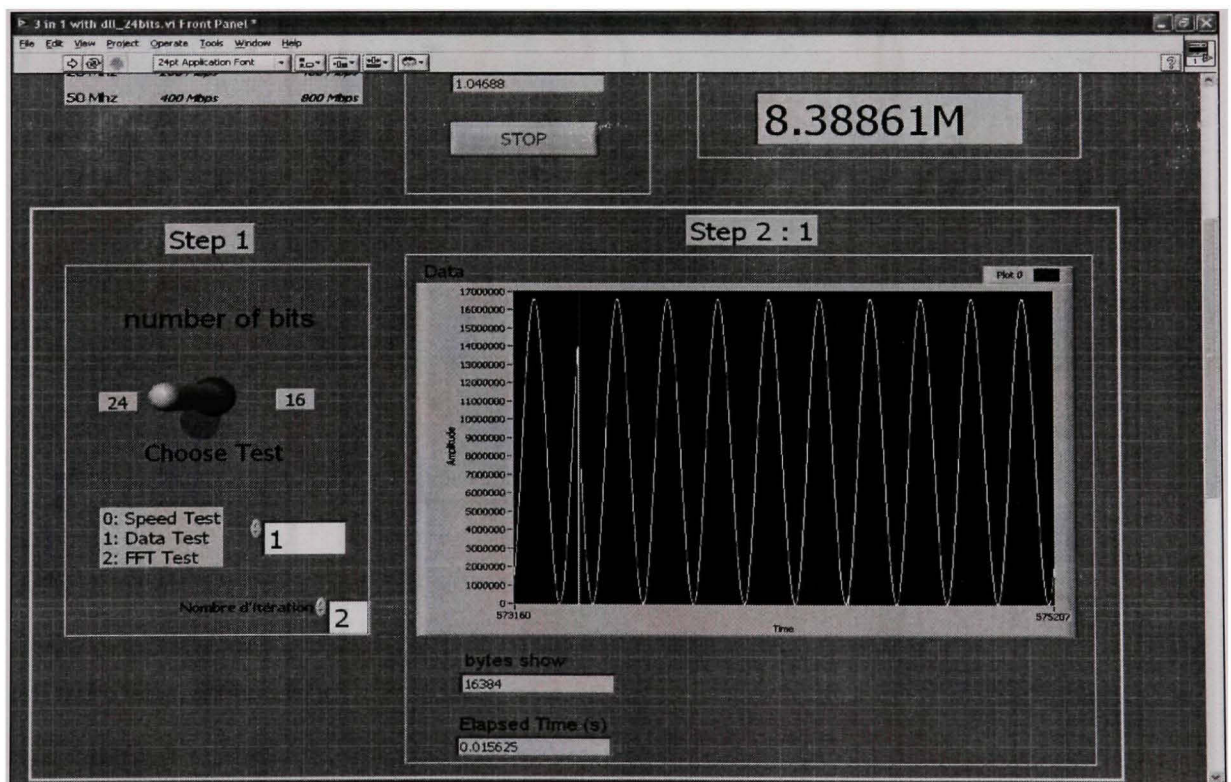 3 in 1 with dll_24bits.vi Front Panel *
File Edit View Project Operate Tools Window Help
24pt Application Font
50 Mhz 400 Mbps 800 Mbps
1.04688
STOP
8.38861M
Step 1
Step 2 : 1
number of bits
24
16
Choose Test
0: Speed Test
1: Data Test
2: FFT Test
1
Nombre d'itération
2
Data
Plot 0
17000000
16000000
15000000
14000000
13000000
12000000
11000000
10000000
9000000
8000000
7000000
6000000
5000000
4000000
3000000
2000000
1000000
0
Amplitude
573160
575207
Time
bytes show
16384
Elapsed Time (s)
0.015625